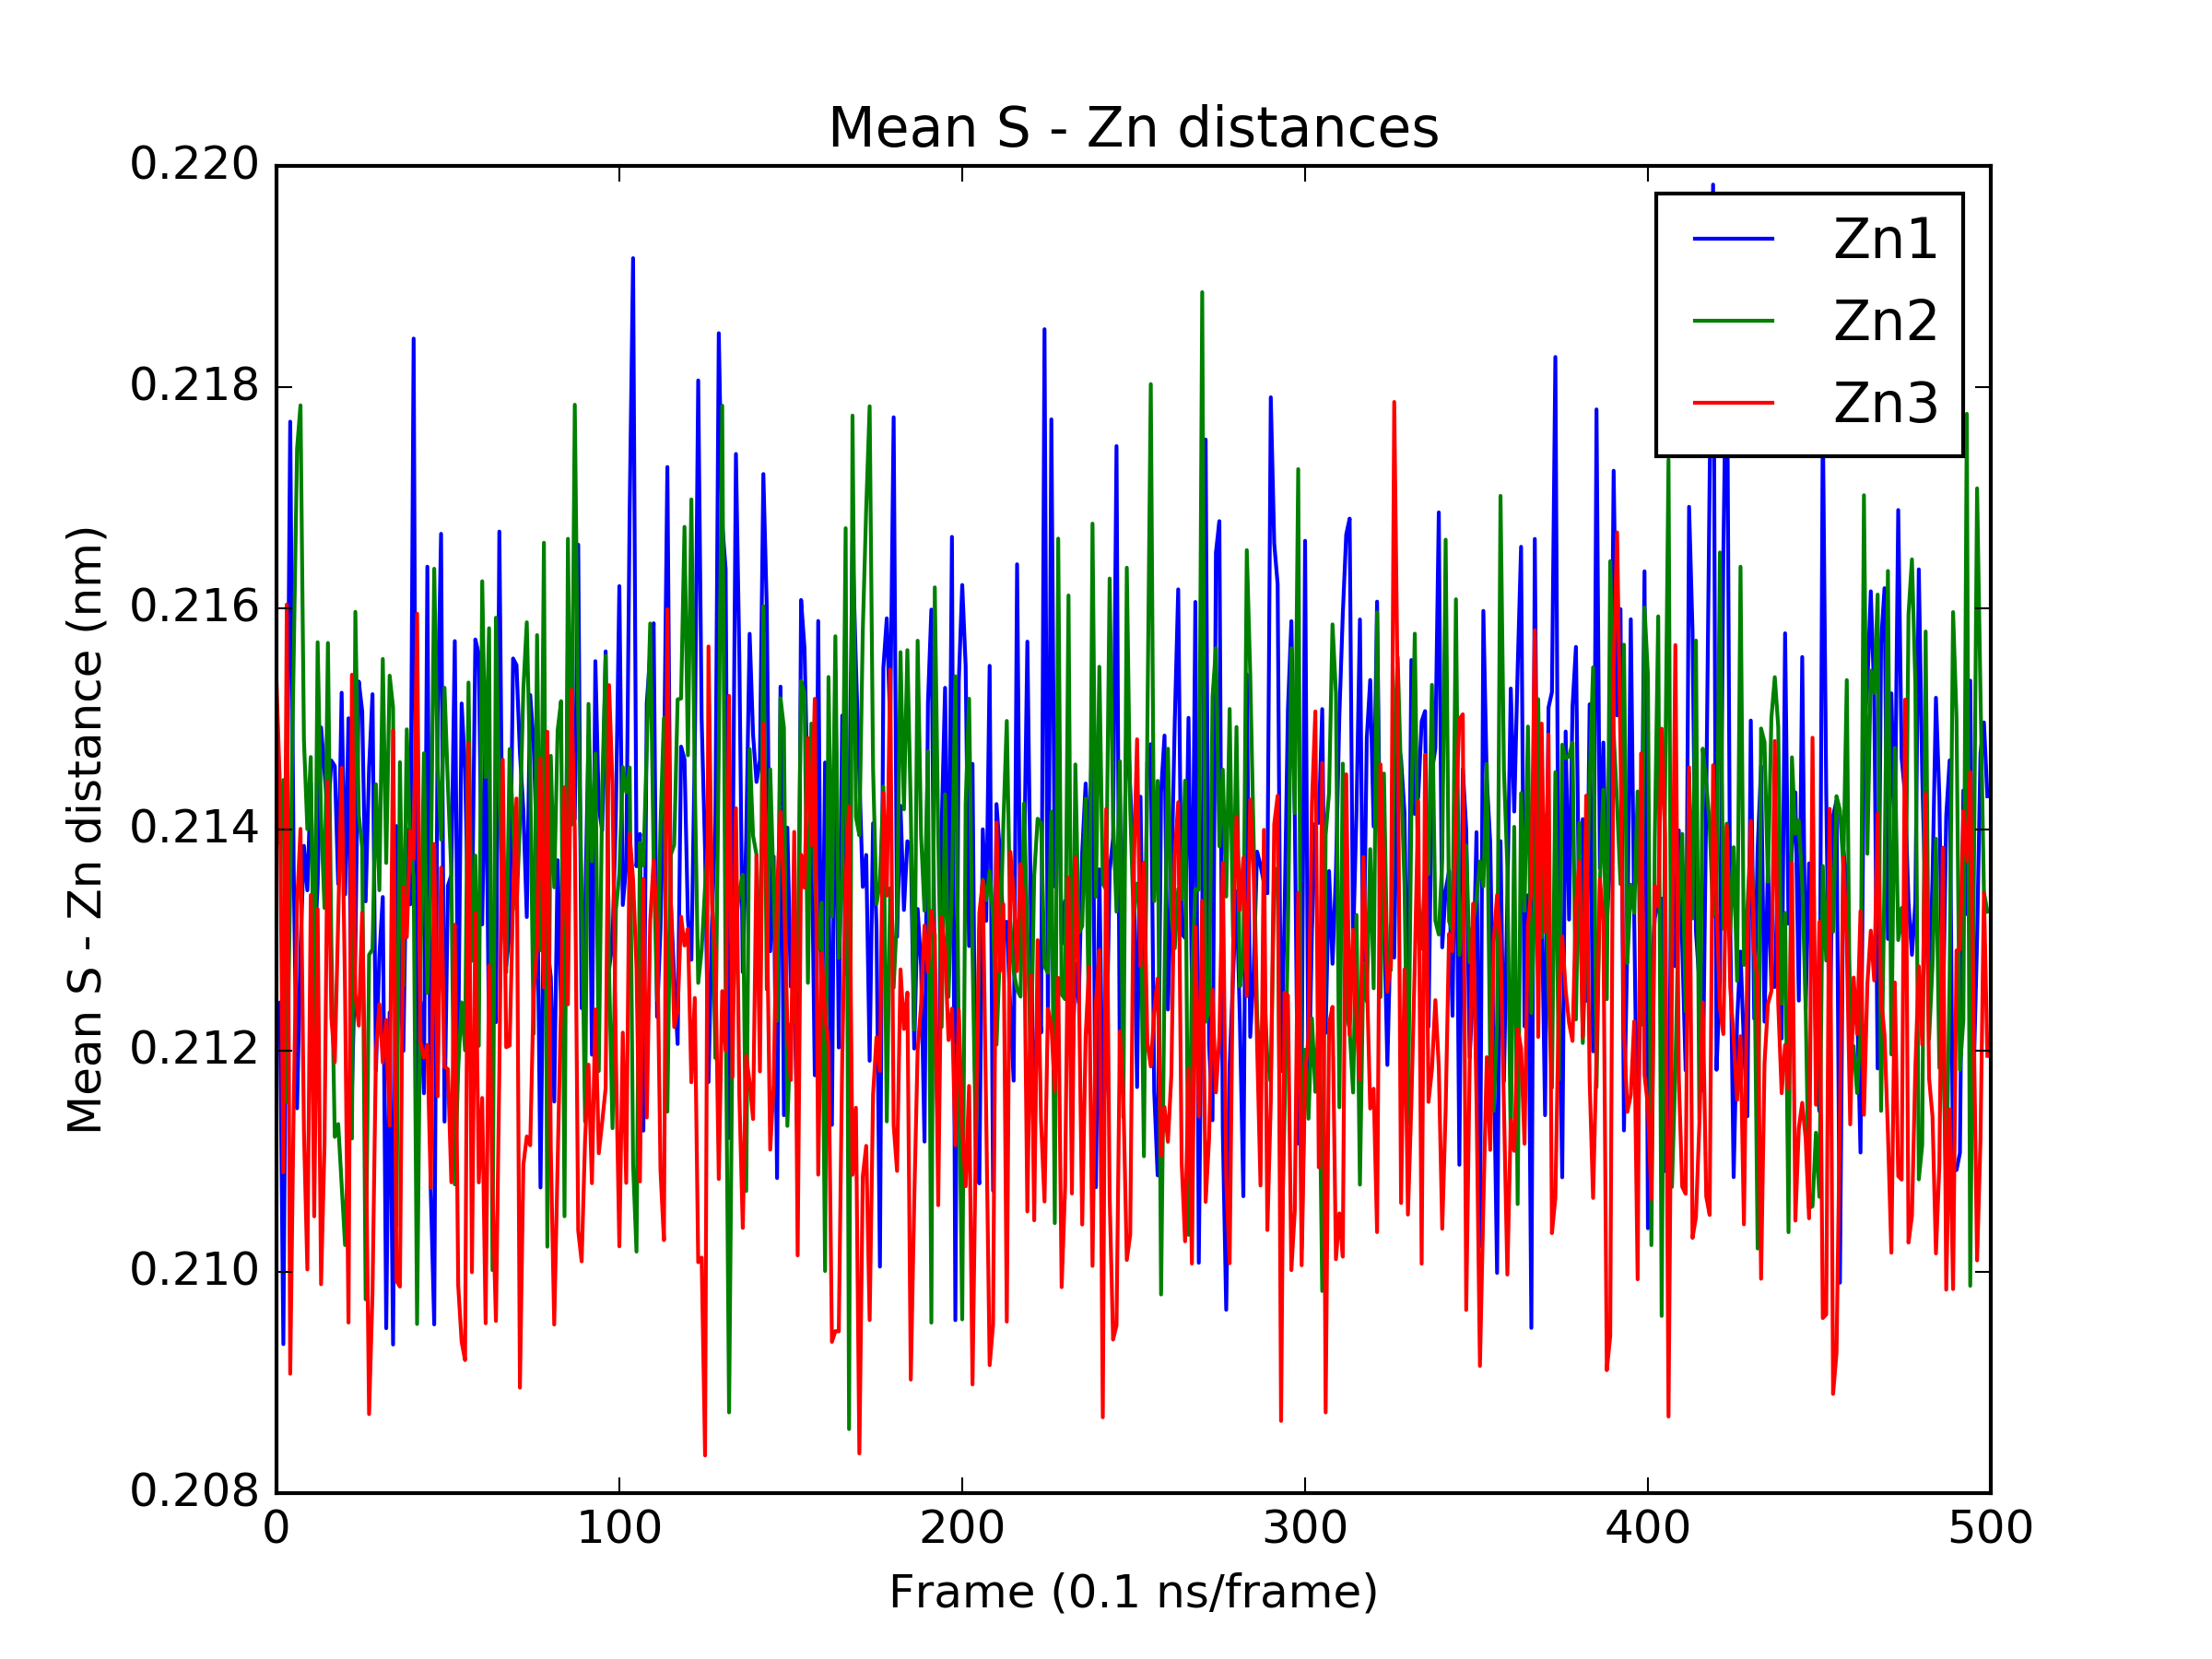 Mean S - Zn distances
0.220
0.218
0.216
0.214
0.212
0.210
0.208
Mean S - Zn distance (nm)
Zn1
Zn2
Zn3
0 100 200 300 400 500
Frame (0.1 ns/frame)